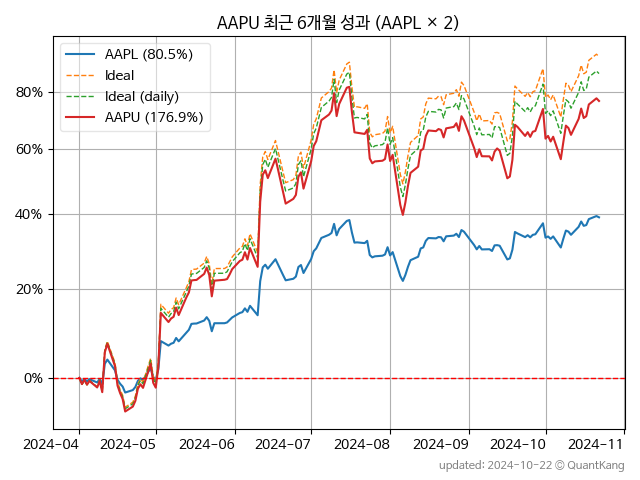 AAPU 최근 6개월 성과 (AAPL × 2)
AAPL (80.5%)
Ideal
Ideal (daily)
AAPU (176.9%)
80%
60%
40%
20%
0%
2024-04 2024-05 2024-06 2024-07 2024-08 2024-09 2024-10 2024-11
updated: 2024-10-22 © QuantKang